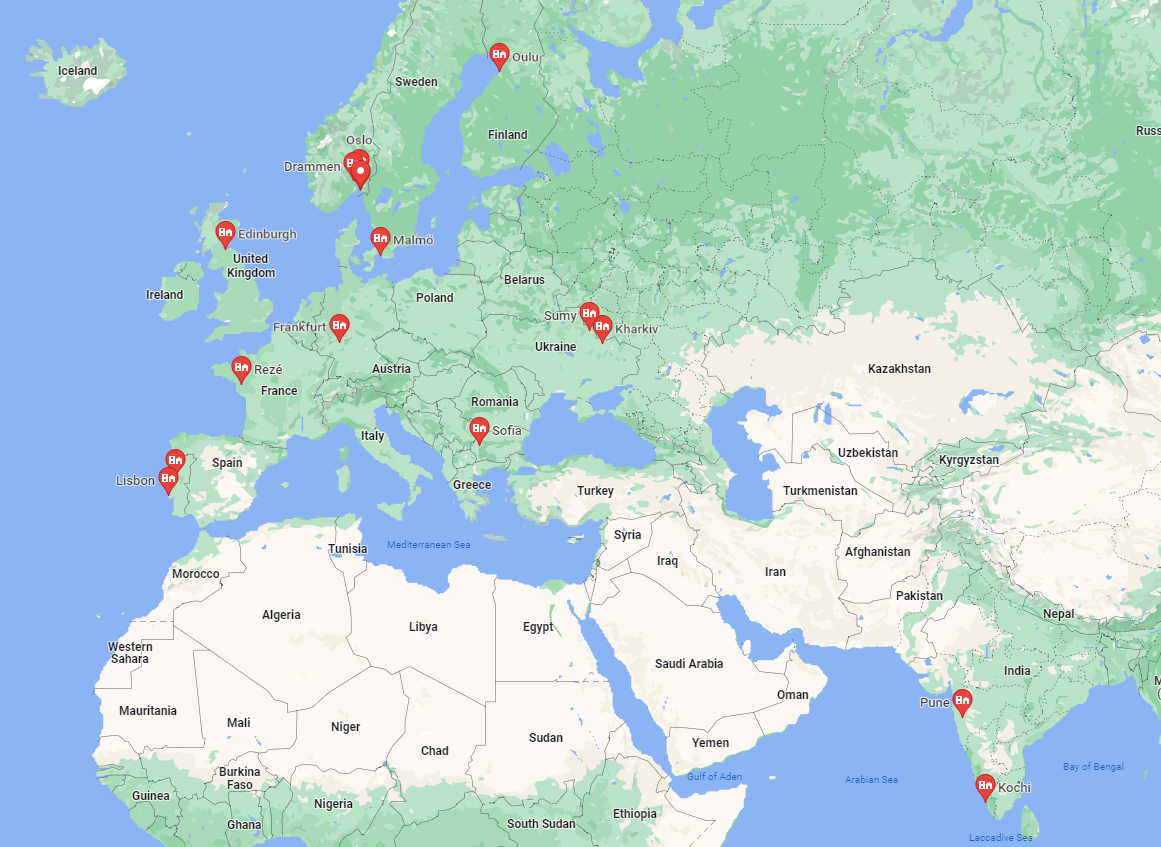 Oulu
Iceland
Sweden
Finland
Russ
Oslo
Drammen
Edinburgh
Malmö
United
Kingdom
Ireland
Belarus
Poland
Sumy
Kharkiv
Frankfurt
Ukraine
Rezé
Austria
France
Kazakhstan
Romania
Sofia
Italy
Spain
Lisbon
Greece
Turkey
Uzbekistan
Kyrgyzstan
Turkmenistan
Syria
Mediterranean Sea
Tunisia
Iraq
Iran
Afghanistan
Morocco
Pakistan
Algeria
Libya
Egypt
Nepal
Western
Sahara
Saudi Arabia
India
Oman
Pune
Mauritania
Mali
Niger
Chad
Sudan
Yemen
Gulf of Aden
Arabian Sea
Bay of Bengal
M
(
Burkina
Faso
Guinea
Nigeria
Ghana
South Sudan
Ethiopia
Kochi
Laccadive Sea